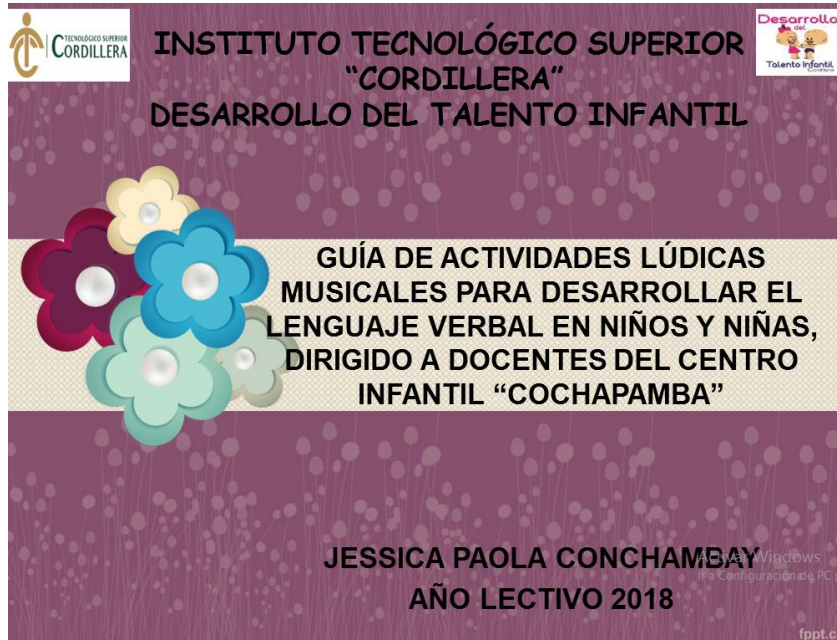 TECNOLÓGICO SUPERIOR
CORDILLERA
INSTITUTO TECNOLÓGICO SUPERIOR
“CORDILLERA”
DESARROLLO DEL TALENTO INFANTIL
Desarrollo
del
Talento Infantil
Cordillera
GUÍA DE ACTIVIDADES LÚDICAS
MUSICALES PARA DESARROLLAR EL
LENGUAJE VERBAL EN NIÑOS Y NIÑAS,
DIRIGIDO A DOCENTES DEL CENTRO
INFANTIL “COCHAPAMBA”
JESSICA PAOLA CONCHAMBAY
AÑO LECTIVO 2018
Activar Windows
Ir a Configuración de PC
fppt.c